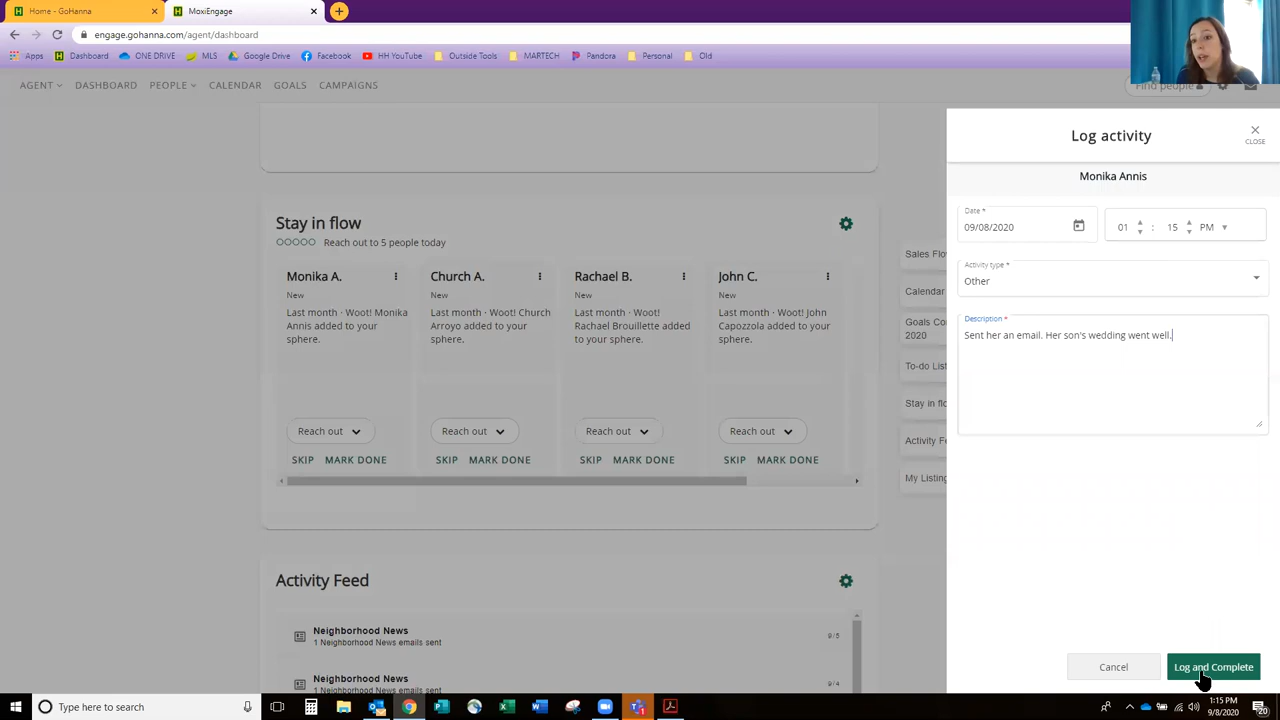 Home - GoHanna
MoxiEngage
engage.gohanna.com/agent/dashboard
Apps Dashboard ONE DRIVE MLS Google Drive Facebook HH YouTube Outside Tools MARTECH Pandora Personal Old
AGENT DASHBOARD PEOPLE CALENDAR GOALS CAMPAIGNS Find people
Log activity
CLOSE
Monika Annis
Date *
09/08/2020
01 : 15 PM
Activity type *
Other
Description *
Sent her an email. Her son's wedding went well.
Cancel
Log and Complete
Stay in flow
Reach out to 5 people today
Monika A.
New
Last month · Woot! Monika
Annis added to your
sphere.
Reach out
SKIP MARK DONE
Church A.
New
Last month · Woot! Church
Arroyo added to your
sphere.
Reach out
SKIP MARK DONE
Rachael B.
New
Last month · Woot!
Rachael Brouillette added
to your sphere.
Reach out
SKIP MARK DONE
John C.
New
Last month · Woot! John
Capozzola added to your
sphere.
Reach out
SKIP MARK DONE
Sales Flo
Calendar
Goals Co
2020
To-do List
Stay in flo
Activity Fe
My Listing
Activity Feed
Neighborhood News
1 Neighborhood News emails sent
9/5
Neighborhood News
1 Neighborhood News emails sent
9/4
Type here to search
1:15 PM
9/8/2020
20